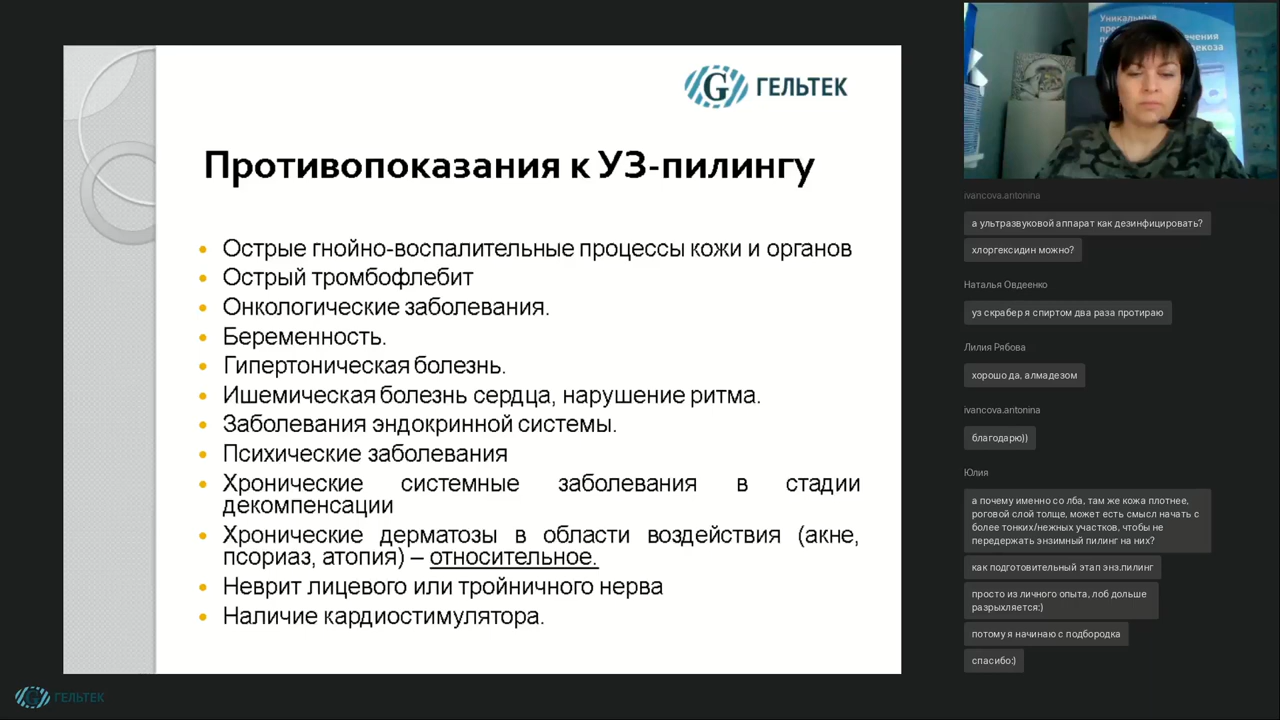 ГЕЛЬТЕК
Противопоказания к УЗ-пилингу
Острые гнойно-воспалительные процессы кожи и органов
Острый тромбофлебит
Онкологические заболевания.
Беременность.
Гипертоническая болезнь.
Ишемическая болезнь сердца, нарушение ритма.
Заболевания эндокринной системы.
Психические заболевания
Хронические системные заболевания в стадии
декомпенсации
Хронические дерматозы в области воздействия (акне,
псориаз, атопия) – относительное.
Неврит лицевого или тройничного нерва
Наличие кардиостимулятора.
ГЕЛЬТЕК
Уникальный
ivancova.antonina
а ультразвуковой аппарат как дезинфицировать?
хлоргексидин можно?
Наталья Овдеенко
уз скрабер я спиртом два раза протираю
Лилия Рябова
хорошо да, алмадезом
ivancova.antonina
благодарю))
Юлия
а почему именно со лба, там же кожа плотнее,
роговой слой толще, может есть смысл начать с
более тонких/нежных участков, чтобы не
передержать энзимный пилинг на них?
как подготовительный этап энз.пилинг
просто из личного опыта, лоб дольше
разрыхляется:)
потому я начинаю с подбородка
спасибо:)